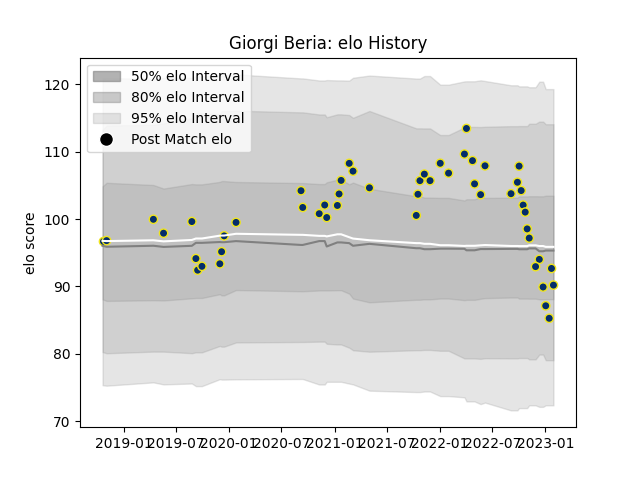 Giorgi Beria: elo History
50% elo Interval
80% elo Interval
95% elo Interval
Post Match elo
elo score
120
110
100
90
80
70
2019-01 2019-07 2020-01 2020-07 2021-01 2021-07 2022-01 2022-07 2023-01